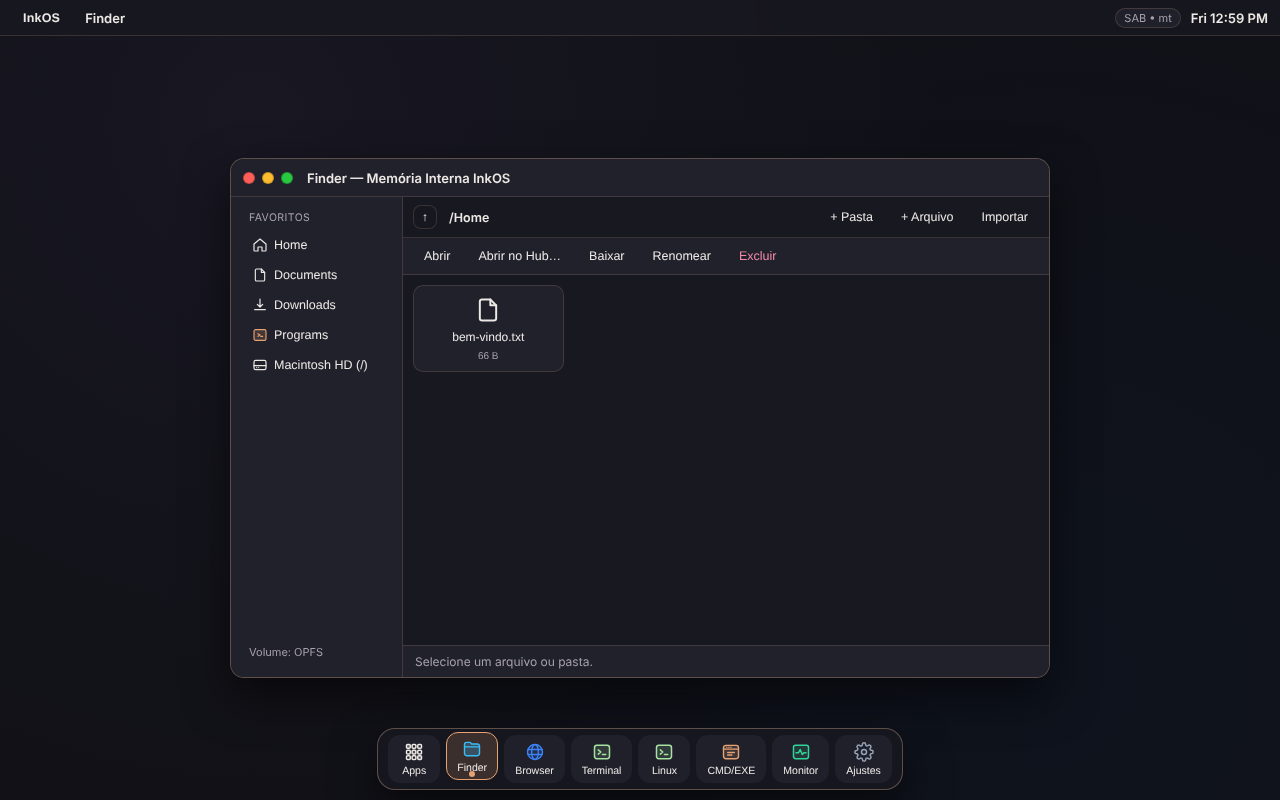 InkOS Finder SAB • mt Fri 12:59 PM
Finder — Memória Interna InkOS
FAVORITOS
Home
Documents
Downloads
Programs
Macintosh HD (/)
Volume: OPFS
↑ /Home + Pasta + Arquivo Importar
Abrir Abrir no Hub… Baixar Renomear Excluir
bem-vindo.txt
66 B
Selecione um arquivo ou pasta.
Apps Finder Browser Terminal Linux CMD/EXE Monitor Ajustes